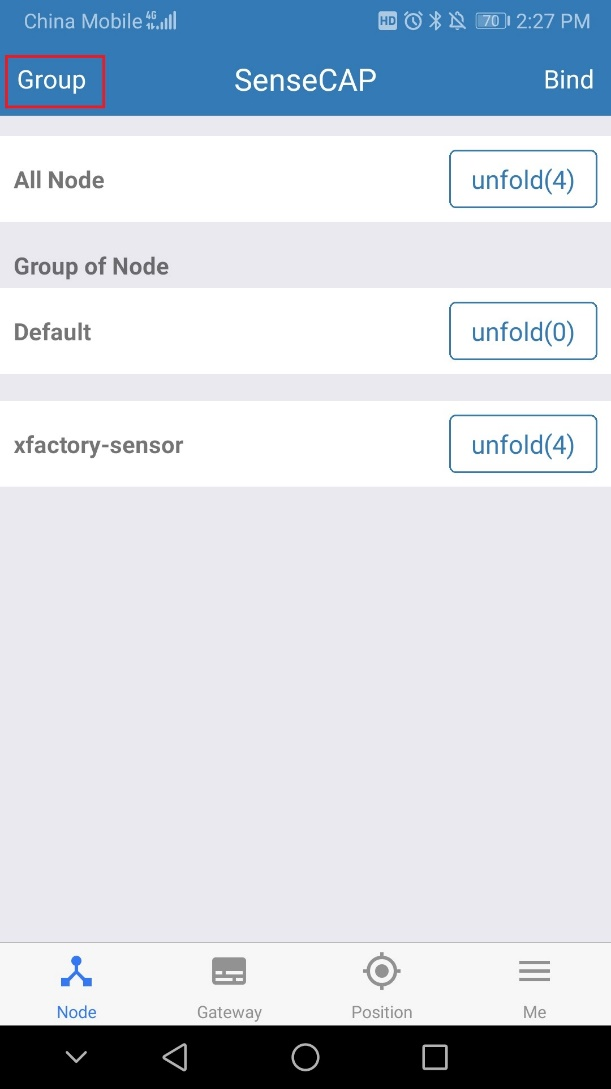 China Mobile 4G HD 70 2:27 PM
Group SenseCAP Bind
All Node unfold(4)
Group of Node
Default unfold(0)
xfactory-sensor unfold(4)
Node Gateway Position Me